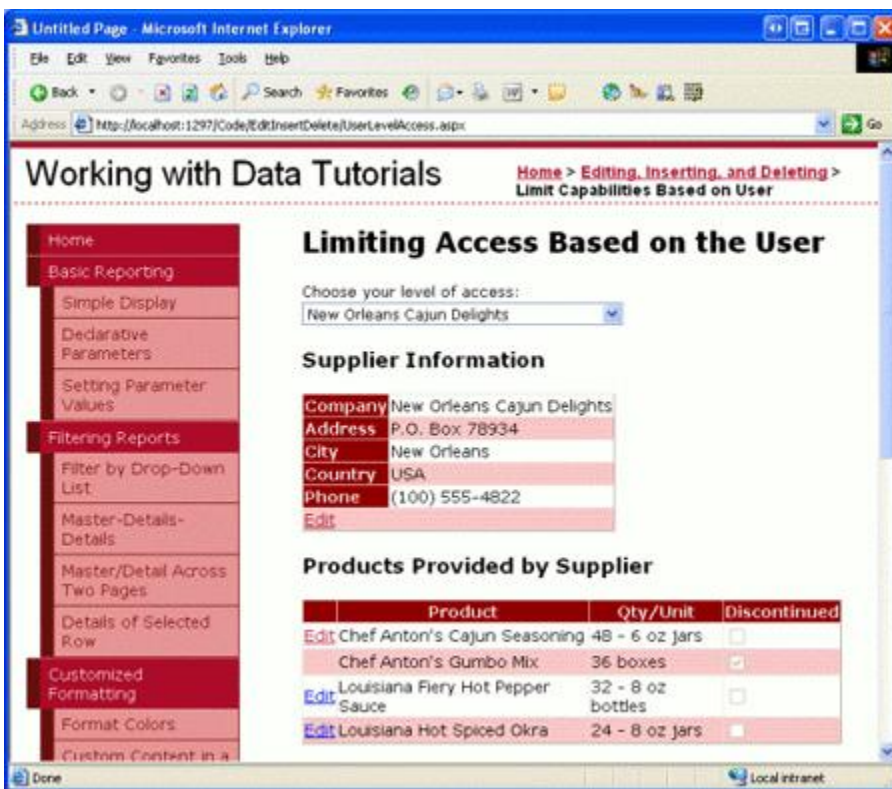 Untitled Page - Microsoft Internet Explorer
File Edit View Favorites Tools Help
Back Search Favorites
Address http://localhost:1297/Code/EditInsertDelete/UserLevelAccess.aspx Go
Working with Data Tutorials
Home > Editing, Inserting, and Deleting >
Limit Capabilities Based on User
Home
Basic Reporting
Simple Display
Declarative
Parameters
Setting Parameter
Values
Filtering Reports
Filter by Drop-Down
List
Master-Details-
Details
Master/Detail Across
Two Pages
Details of Selected
Row
Customized
Formatting
Format Colors
Custom Content in a
Limiting Access Based on the User
Choose your level of access:
New Orleans Cajun Delights
Supplier Information
Company New Orleans Cajun Delights
Address P.O. Box 78934
City New Orleans
Country USA
Phone (100) 555-4822
Edit
Products Provided by Supplier
Product Qty/Unit Discontinued
Edit Chef Anton's Cajun Seasoning 48 - 6 oz jars
Chef Anton's Gumbo Mix 36 boxes
Edit Louisiana Fiery Hot Pepper Sauce 32 - 8 oz bottles
Edit Louisiana Hot Spiced Okra 24 - 8 oz jars
Done Local intranet